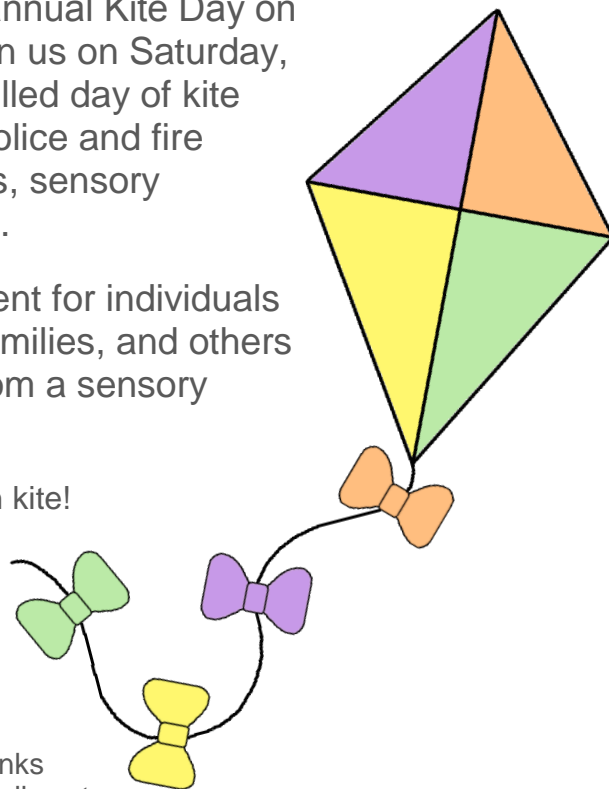 annual Kite Day on
n us on Saturday,
lled day of kite
olice and fire
s, sensory
.
ent for individuals
milies, and others
om a sensory
kite!
nks